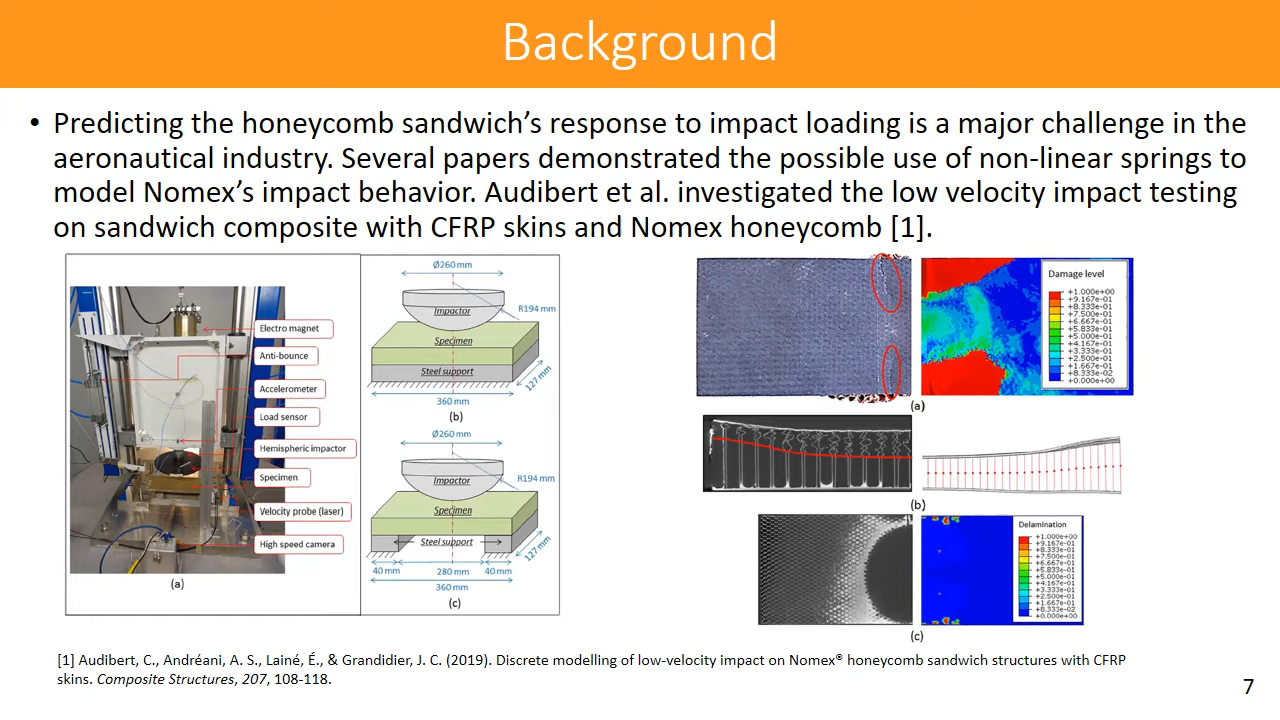 Background
• Predicting the honeycomb sandwich’s response to impact loading is a major challenge in the
aeronautical industry. Several papers demonstrated the possible use of non-linear springs to
model Nomex’s impact behavior. Audibert et al. investigated the low velocity impact testing
on sandwich composite with CFRP skins and Nomex honeycomb [1].
Electro magnet
Anti-bounce
Accelerometer
Load sensor
Hemispheric impactor
Specimen
Velocity probe (laser)
High speed camera
(a)
Ø260 mm
R194 mm
Impactor
Specimen
Steel support
127 mm
360 mm
(b)
Ø260 mm
R194 mm
Impactor
Specimen
Steel support
127 mm
40 mm
280 mm
40 mm
360 mm
(c)
Damage level
+1.000e+00
+9.167e-01
+8.333e-01
+7.500e-01
+6.667e-01
+5.833e-01
+5.000e-01
+4.167e-01
+3.333e-01
+2.500e-01
+1.667e-01
+8.333e-02
+0.000e+00
(a)
(b)
Delamination
+1.000e+00
+9.167e-01
+8.333e-01
+7.500e-01
+6.667e-01
+5.833e-01
+5.000e-01
+4.167e-01
+3.333e-01
+2.500e-01
+1.667e-01
+8.333e-02
+0.000e+00
(c)
[1] Audibert, C., Andréani, A. S., Lainé, É., & Grandidier, J. C. (2019). Discrete modelling of low-velocity impact on Nomex® honeycomb sandwich structures with CFRP
skins. Composite Structures, 207, 108-118.
7